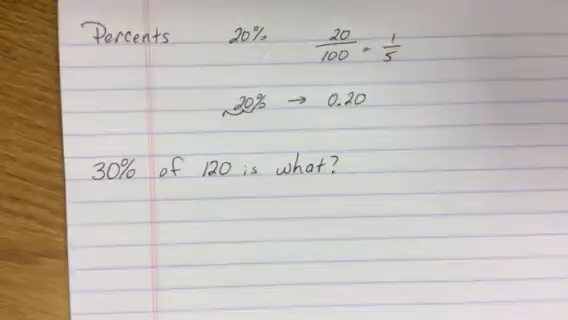 Percents 20% 20/100 = 1/5
20% → 0.20
30% of 120 is what?